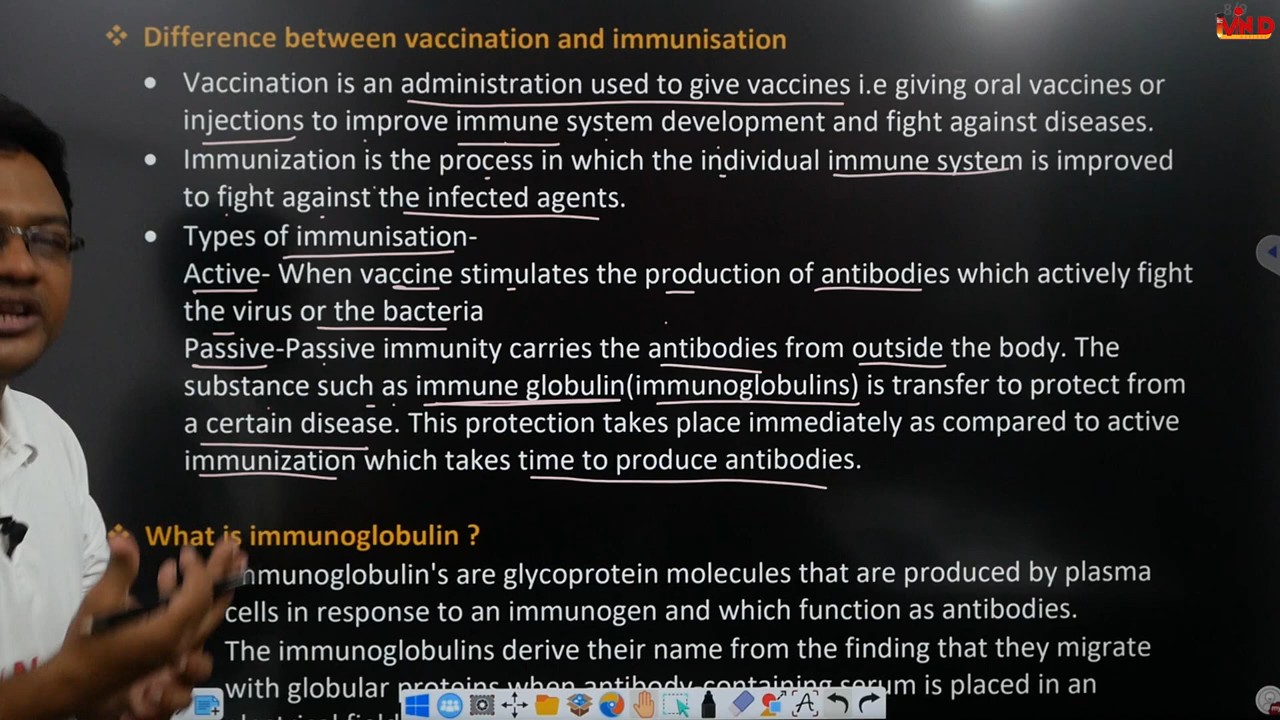 Difference between vaccination and immunisation
Vaccination is an administration used to give vaccines i.e giving oral vaccines or
injections to improve immune system development and fight against diseases.
Immunization is the process in which the individual immune system is improved
to fight against the infected agents.
Types of immunisation-
Active- When vaccine stimulates the production of antibodies which actively fight
the virus or the bacteria
Passive-Passive immunity carries the antibodies from outside the body. The
substance such as immune globulin(immunoglobulins) is transfer to protect from
a certain disease. This protection takes place immediately as compared to active
immunization which takes time to produce antibodies.
What is immunoglobulin ?
mmunoglobulin's are glycoprotein molecules that are produced by plasma
cells in response to an immunogen and which function as antibodies.
The immunoglobulins derive their name from the finding that they migrate
with globular proteins when antibody-containing serum is placed in an